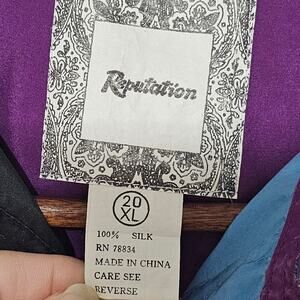 Reputation
20
XL
100% SILK
RN 78834
MADE IN CHINA
CARE SEE
REVERSE